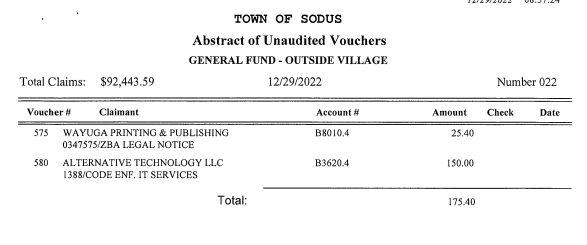 12/29/2022 08:57:24
TOWN OF SODUS
Abstract of Unaudited Vouchers
GENERAL FUND - OUTSIDE VILLAGE
Total Claims: $92,443.59 12/29/2022 Number 022
Voucher # Claimant Account # Amount Check Date
575 WAYUGA PRINTING & PUBLISHING B8010.4 25.40
0347575/ZBA LEGAL NOTICE
580 ALTERNATIVE TECHNOLOGY LLC B3620.4 150.00
1388/CODE ENF. IT SERVICES
Total: 175.40